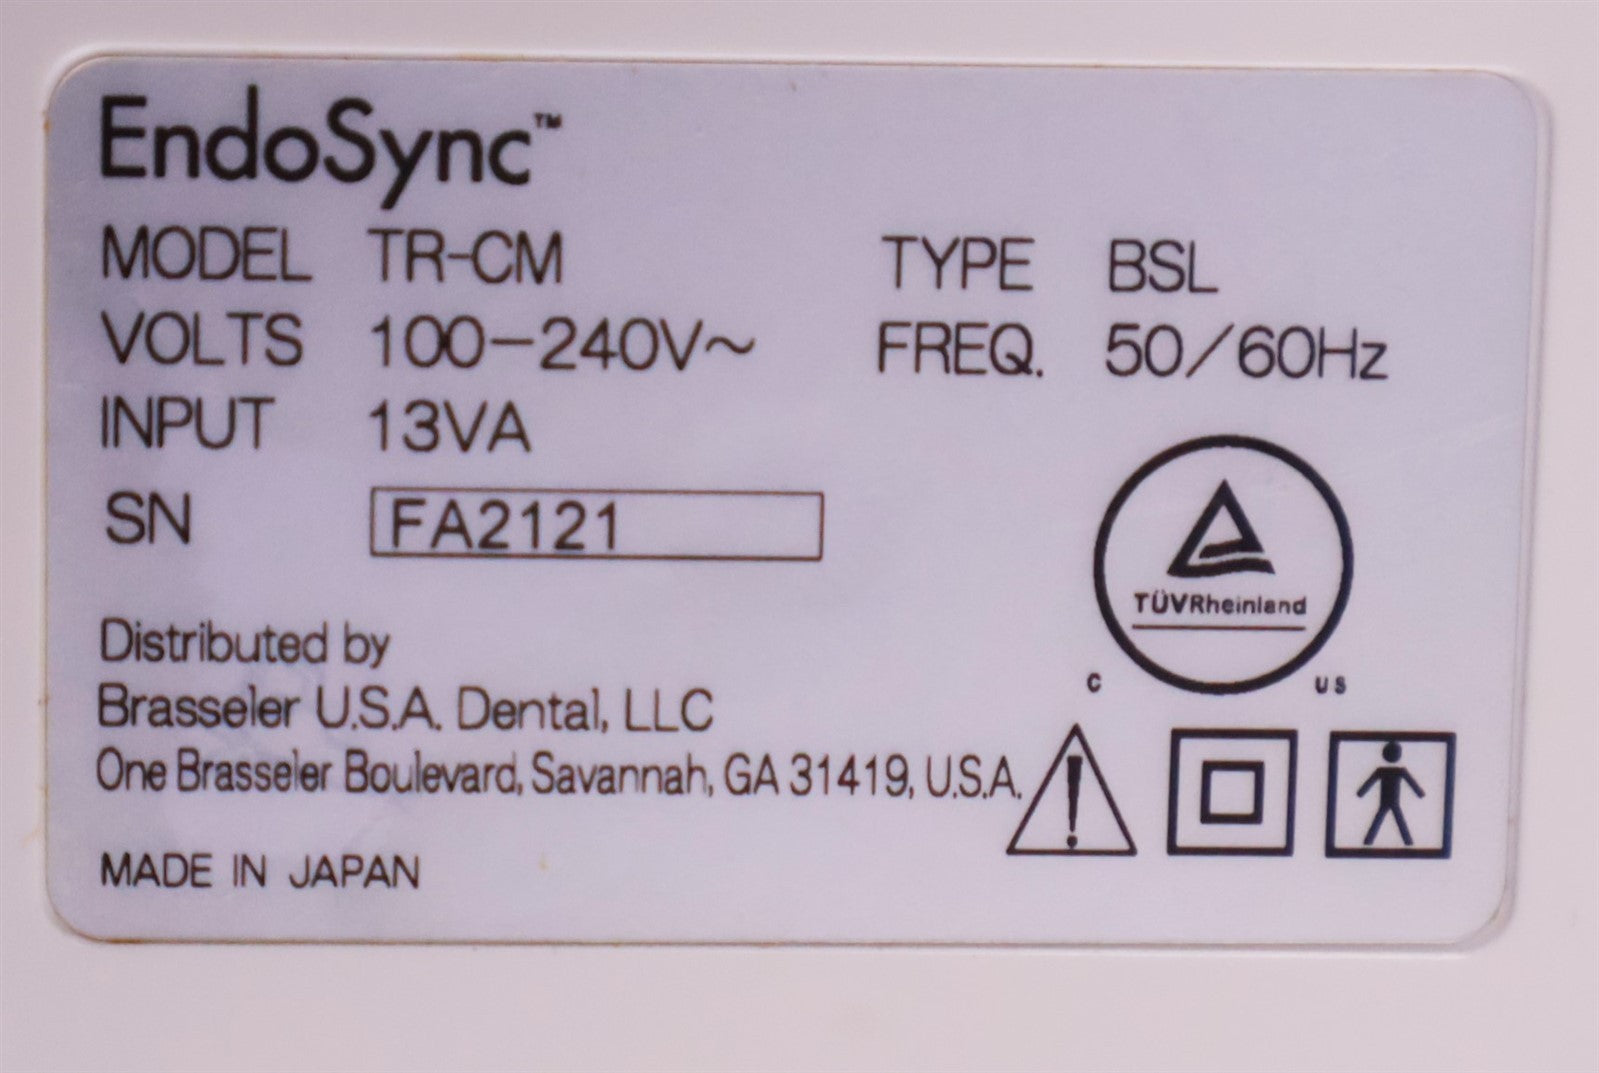 EndoSync™
MODEL TR-CM TYPE BSL
VOLTS 100-240V~ FREQ. 50/60Hz
INPUT 13VA
SN FA2121
TÜVRheinland
C US
Distributed by
Brasseler U.S.A. Dental, LLC
One Brasseler Boulevard, Savannah, GA 31419, U.S.A.
MADE IN JAPAN